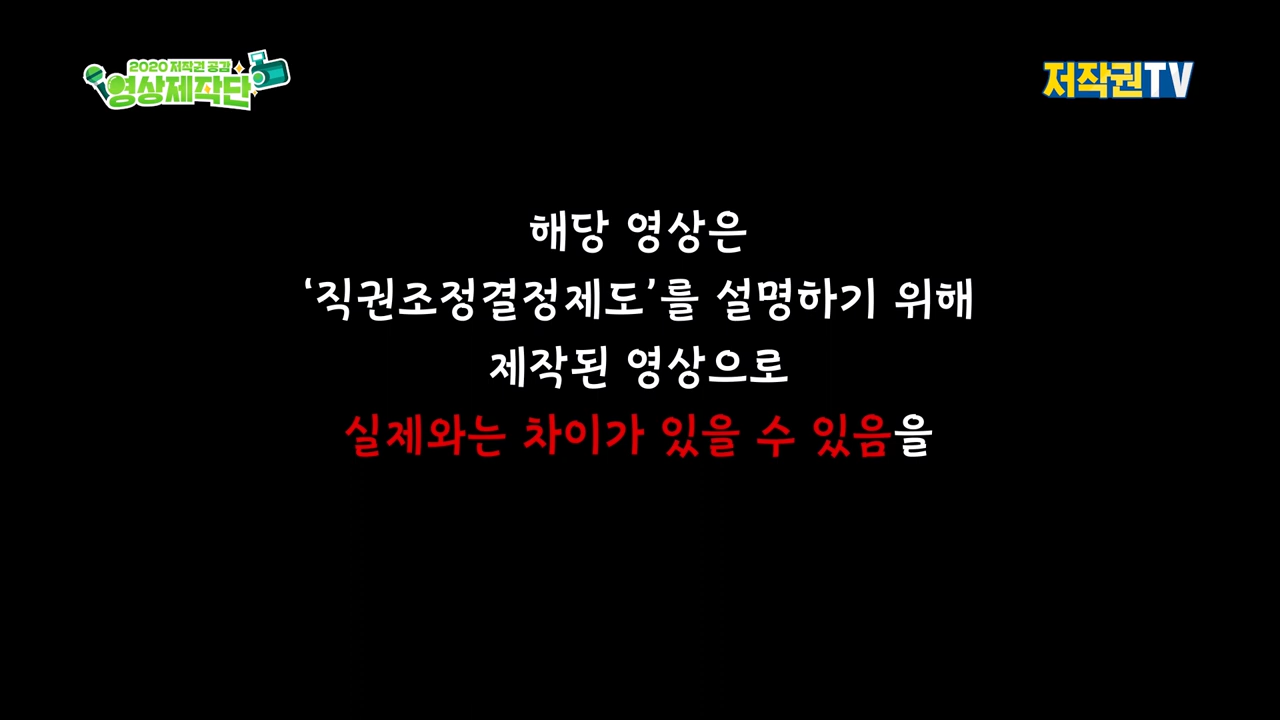 2020 저작권 공감
영상제작단
저작권TV
해당 영상은
‘직권조정결정제도’를 설명하기 위해
제작된 영상으로
실제와는 차이가 있을 수 있음을